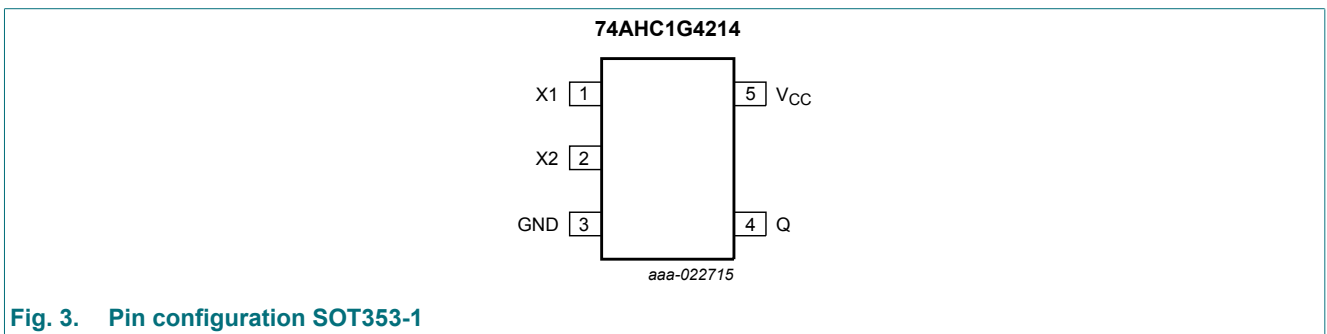 74AHC1G4214
X1 1 5 VCC
X2 2
GND 3 4 Q
aaa-022715
Fig. 3. Pin configuration SOT353-1